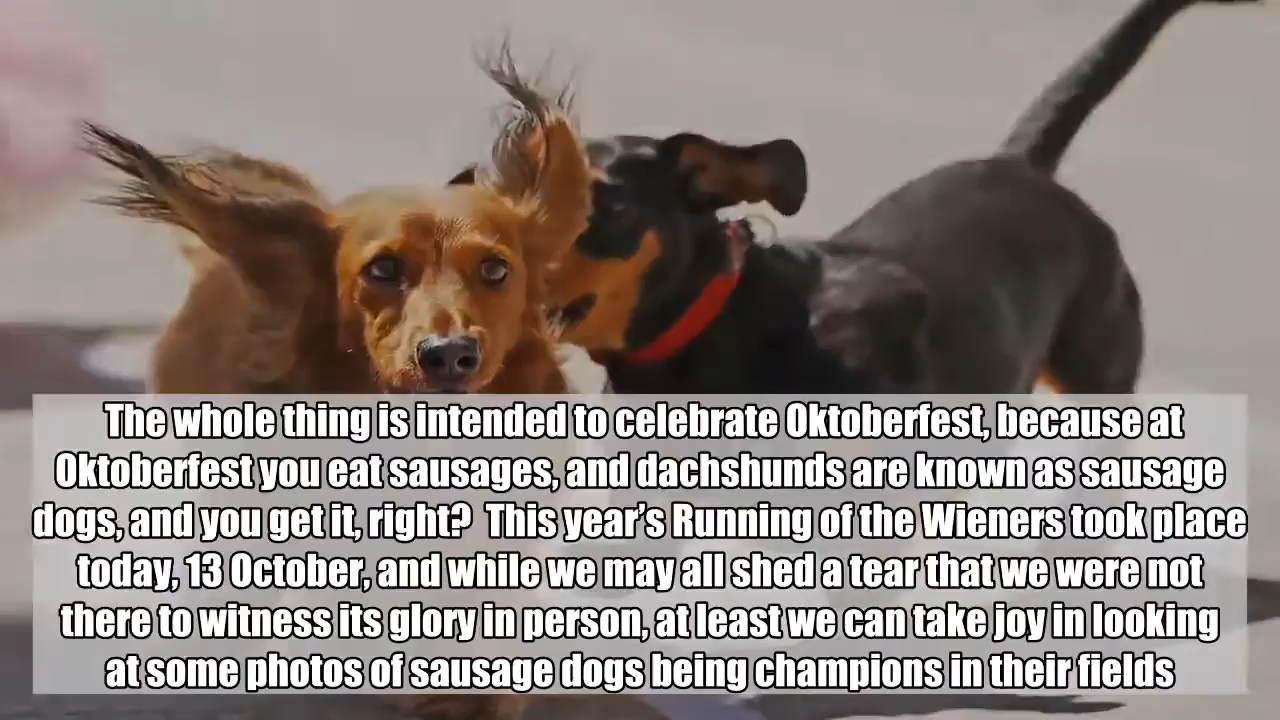 The whole thing is intended to celebrate Oktoberfest, because at
Oktoberfest you eat sausages, and dachshunds are known as sausage
dogs, and you get it, right?  This year’s Running of the Wieners took place
today, 13 October, and while we may all shed a tear that we were not
there to witness its glory in person, at least we can take joy in looking
at some photos of sausage dogs being champions in their fields